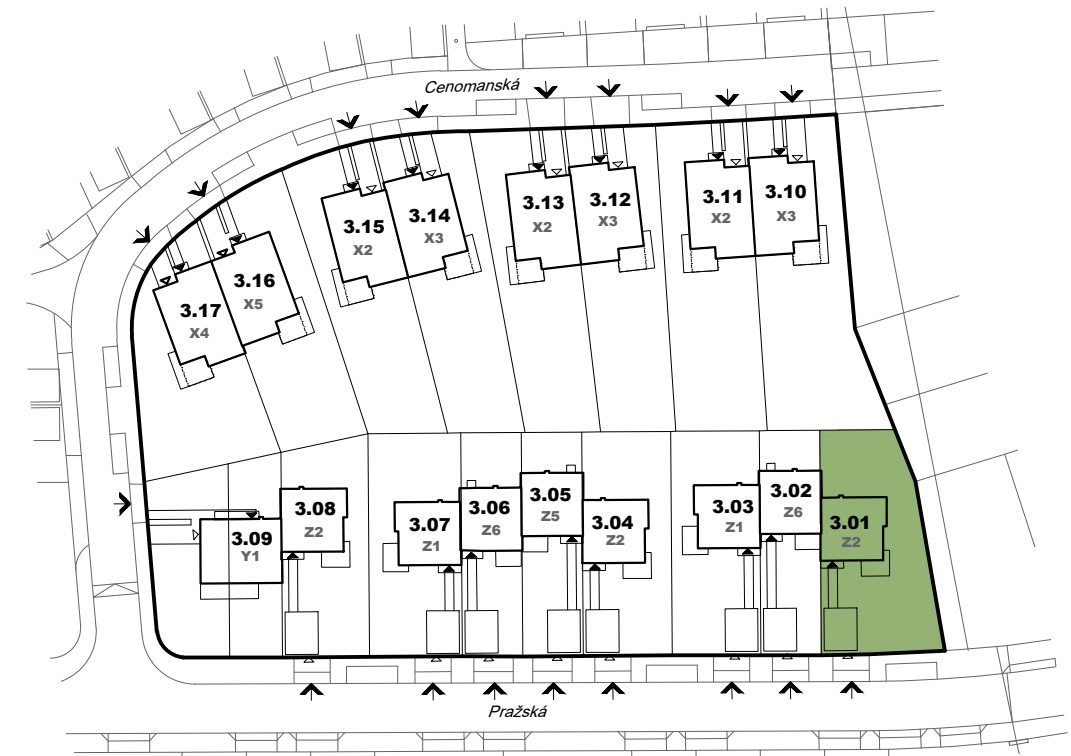 Cenomanská
3.13
X2
3.12
X3
3.11
X2
3.10
X3
3.15
X2
3.14
X3
3.17
X4
3.16
X5
3.09
Y1
3.08
Z2
3.07
Z1
3.06
Z6
3.05
Z5
3.04
Z2
3.03
Z1
3.02
Z6
3.01
Z2
Pražská